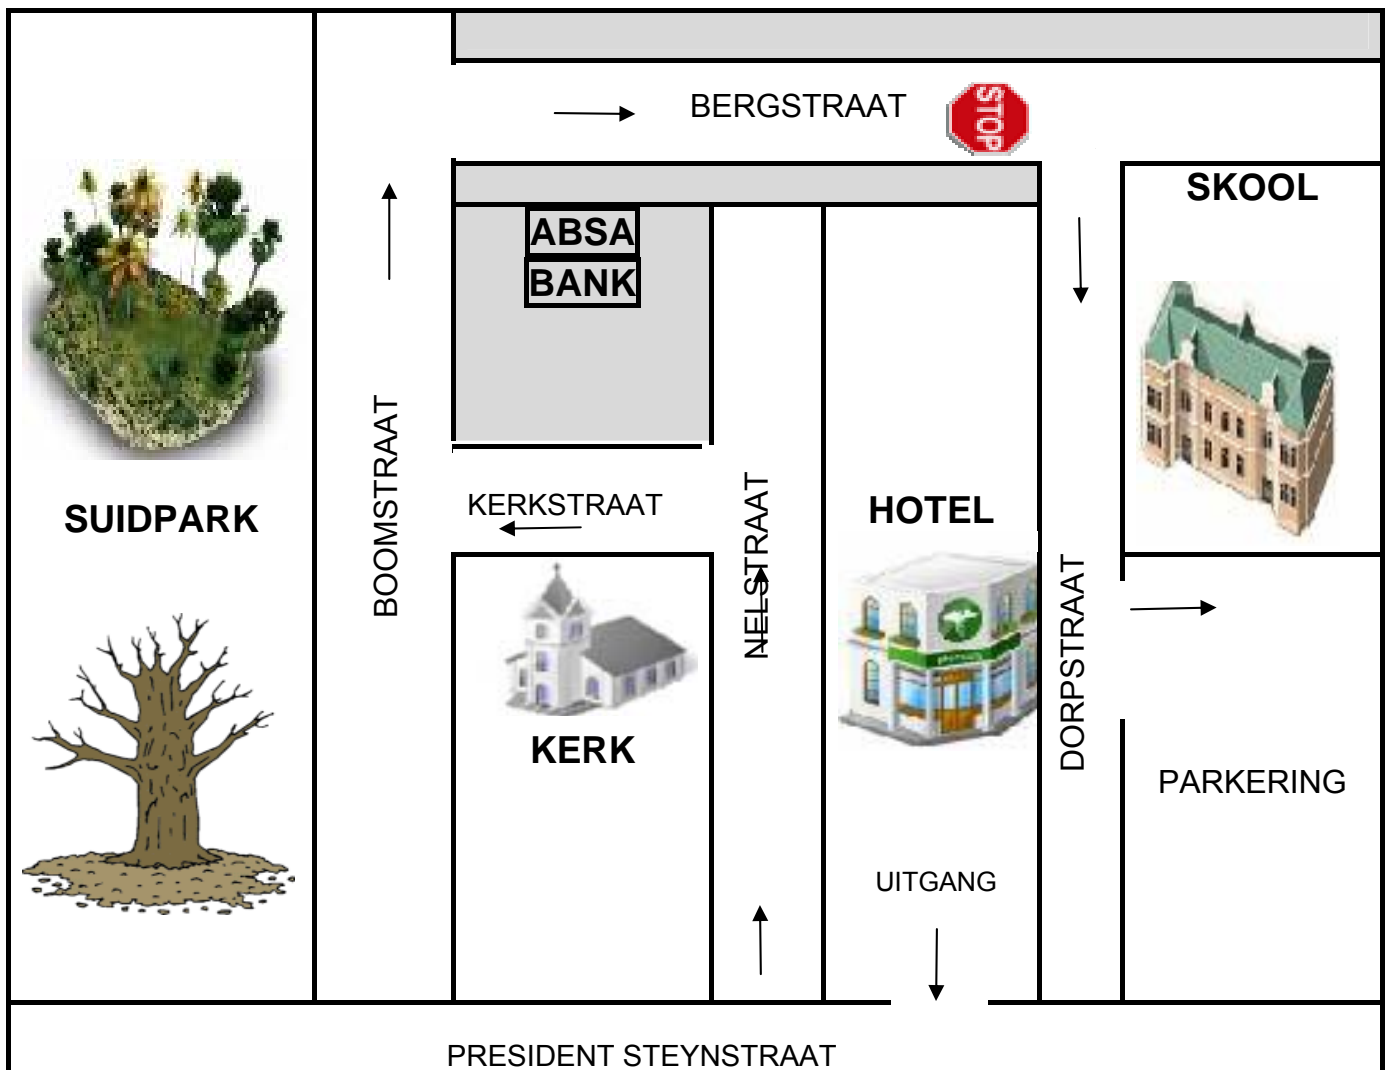 BERGSTRAAT
STOP
SKOOL
ABSA
BANK
BOOMSTRAAT
KERKSTRAAT
NELSTRAAT
HOTEL
SUIDPARK
DORPSTRAAT
KERK
PARKERING
UITGANG
PRESIDENT STEYNSTRAAT